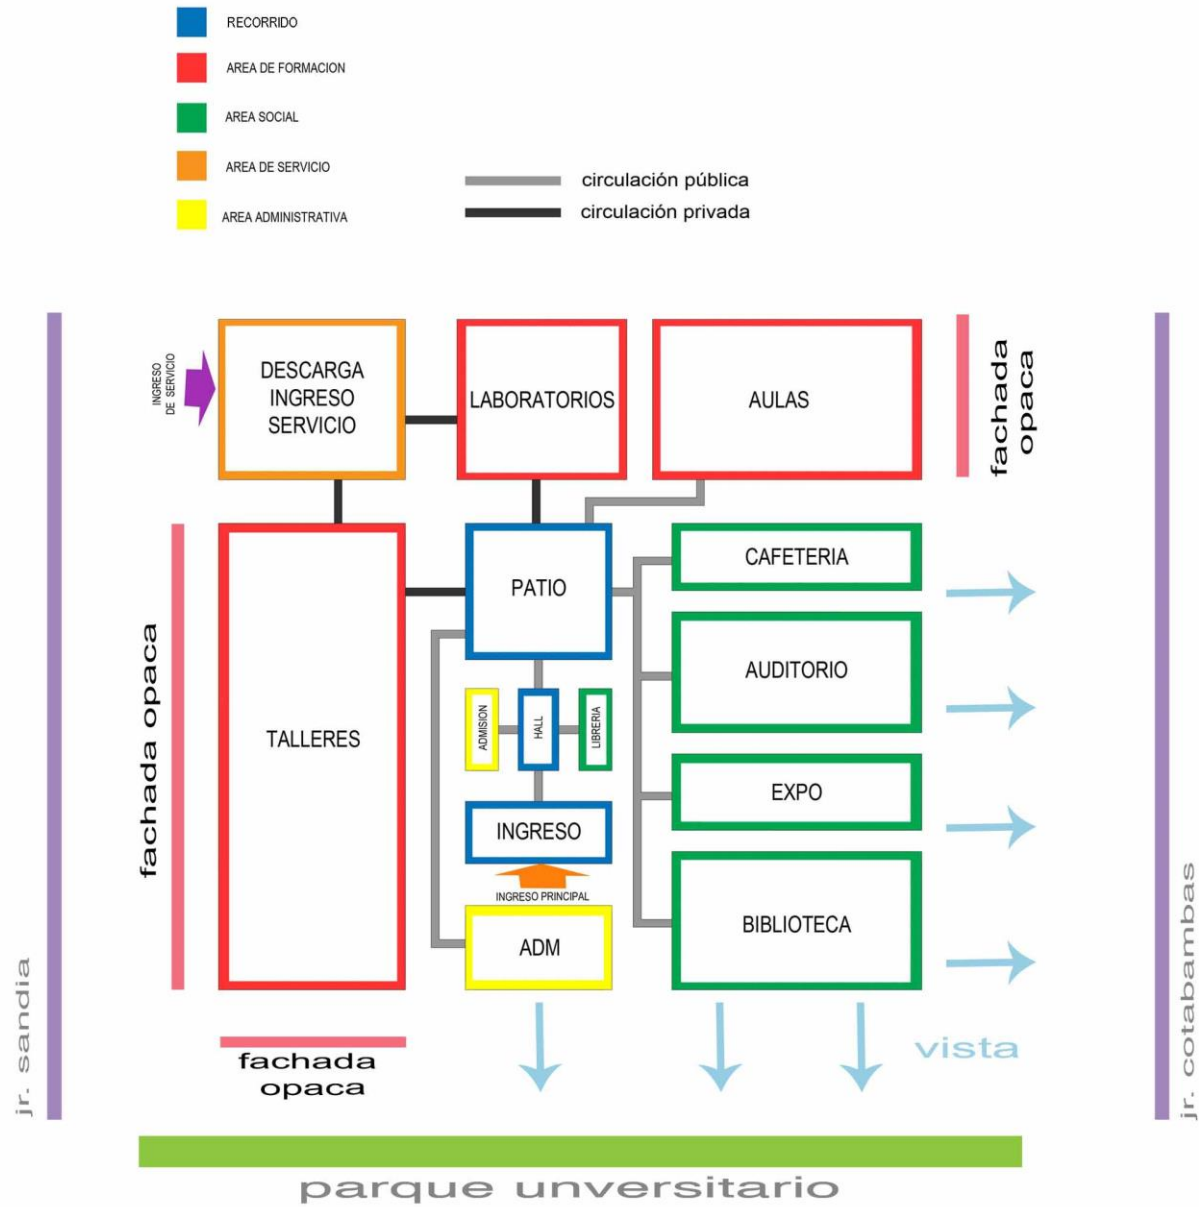 RECORRIDO
AREA DE FORMACION
AREA SOCIAL
AREA DE SERVICIO
AREA ADMINISTRATIVA
circulación pública
circulación privada
INGRESO
DE SERVICIO
DESCARGA
INGRESO
SERVICIO
LABORATORIOS
AULAS
fachada
opaca
fachada opaca
TALLERES
PATIO
CAFETERIA
AUDITORIO
ADMISION
HALL
LIBRERIA
EXPO
INGRESO
INGRESO PRINCIPAL
ADM
BIBLIOTECA
vista
fachada
opaca
jr. sandia
jr. cotabambas
parque unversitario